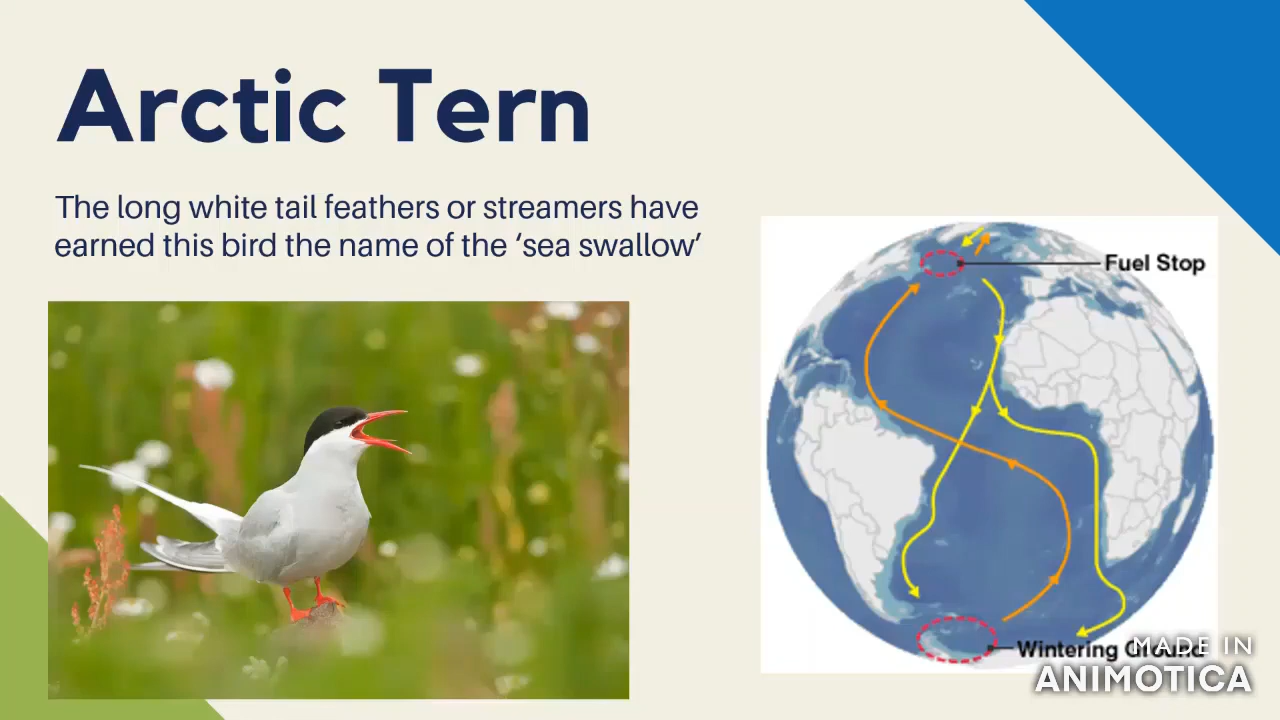 Arctic Tern
The long white tail feathers or streamers have
earned this bird the name of the ‘sea swallow’
Fuel Stop
Wintering Ground
MADE IN
ANIMOTICA